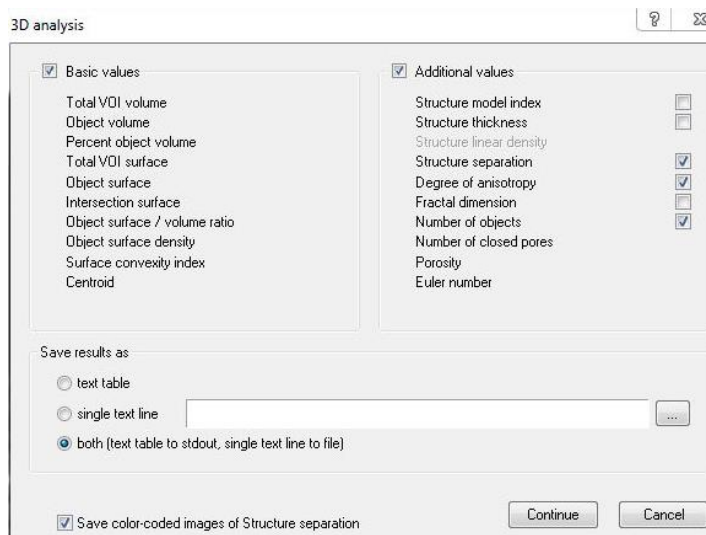 3D analysis
Basic values
Total VOI volume
Object volume
Percent object volume
Total VOI surface
Object surface
Intersection surface
Object surface / volume ratio
Object surface density
Surface convexity index
Centroid
Additional values
Structure model index
Structure thickness
Structure linear density
Structure separation
Degree of anisotropy
Fractal dimension
Number of objects
Number of closed pores
Porosity
Euler number
Save results as
text table
single text line
...
both (text table to stdout, single text line to file)
Save color-coded images of Structure separation
Continue
Cancel